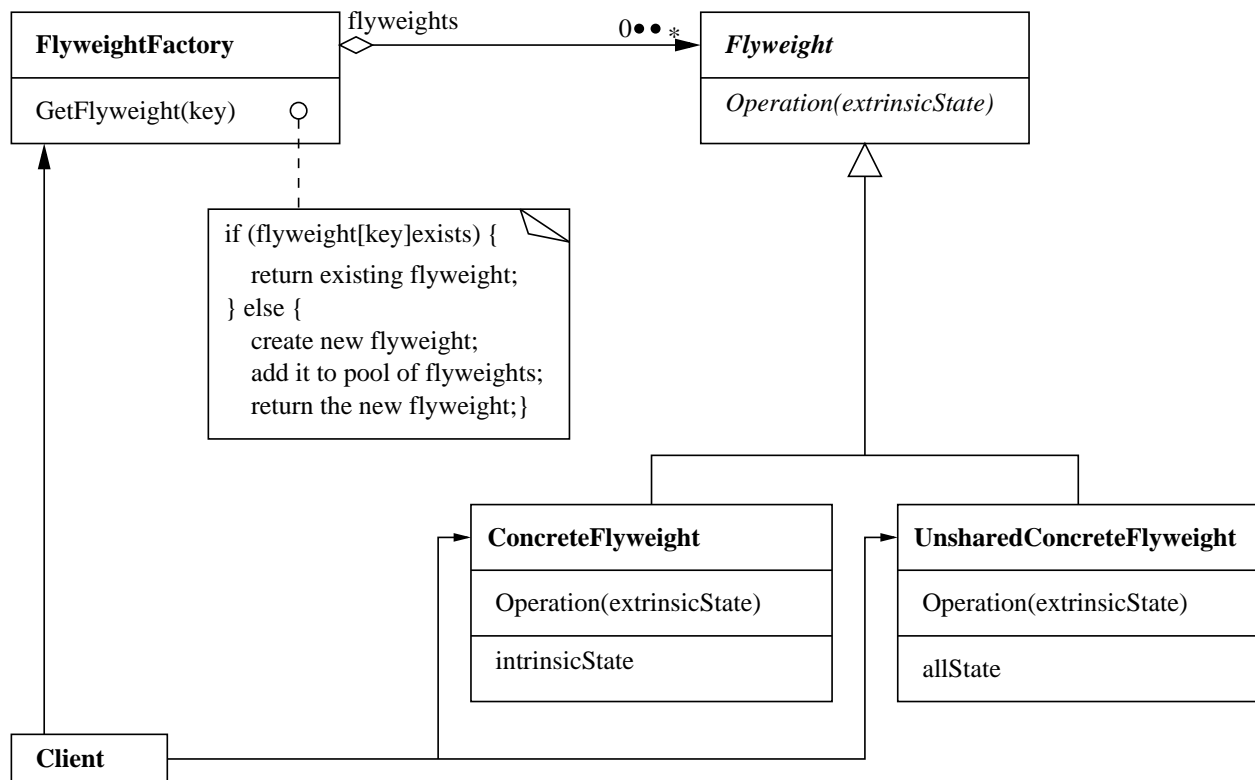 flyweights
0●●*
FlyweightFactory
Flyweight
GetFlyweight(key)
Operation(extrinsicState)
if (flyweight[key]exists) {
return existing flyweight;
} else {
create new flyweight;
add it to pool of flyweights;
return the new flyweight;}
ConcreteFlyweight
UnsharedConcreteFlyweight
Operation(extrinsicState)
Operation(extrinsicState)
intrinsicState
allState
Client